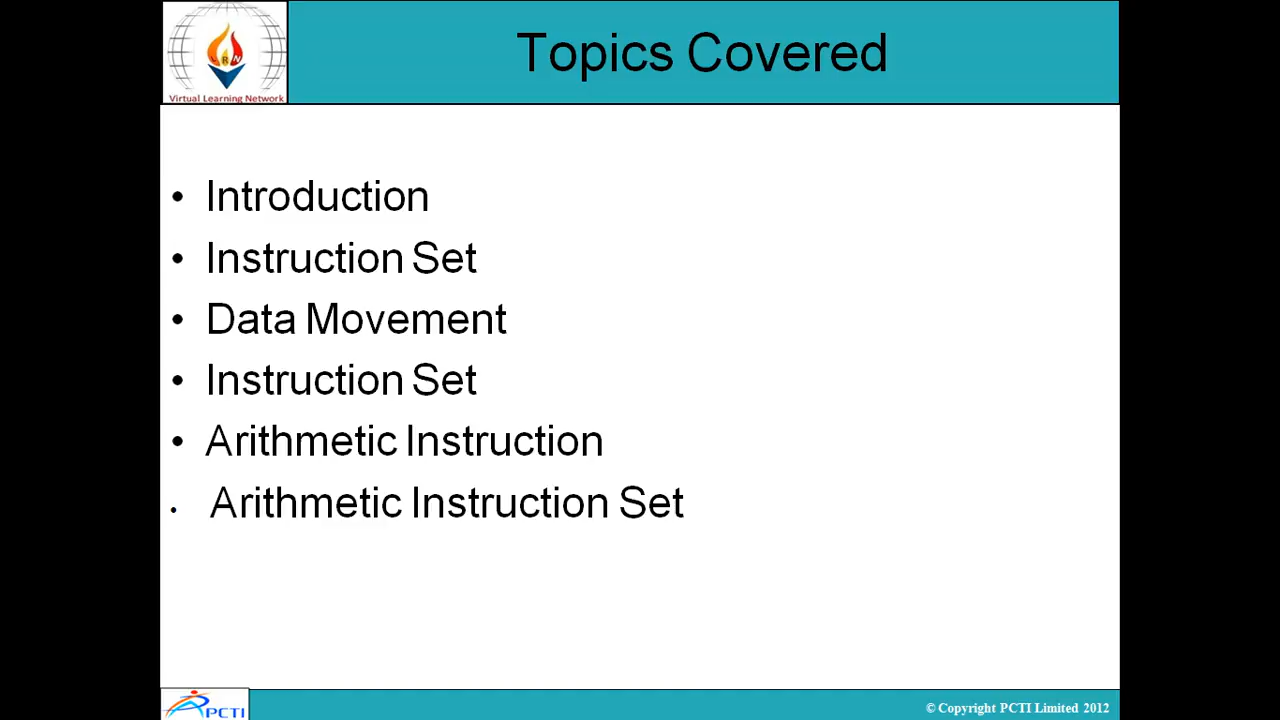 Topics Covered
LRN
Virtual Learning Network
• Introduction
• Instruction Set
• Data Movement
• Instruction Set
• Arithmetic Instruction
• Arithmetic Instruction Set
PCTI
© Copyright PCTI Limited 2012